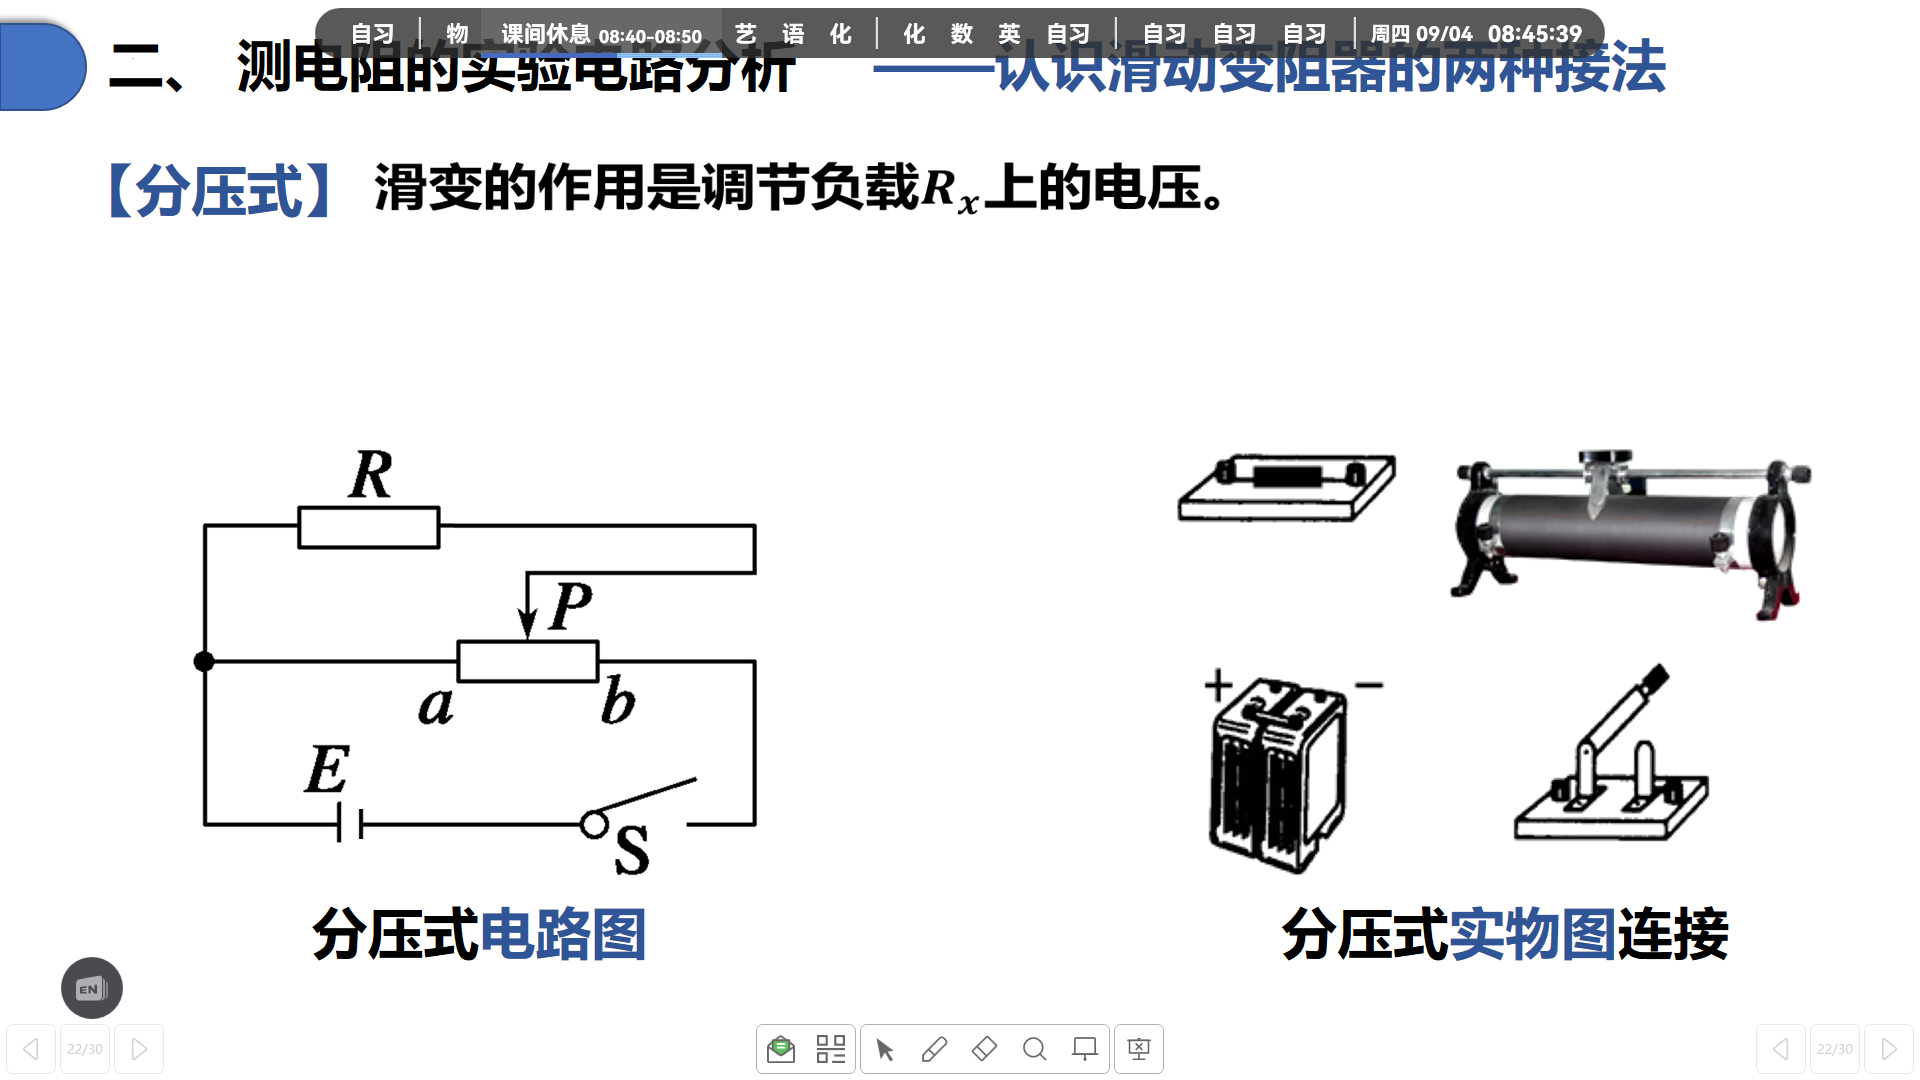 自习 物 课间休息 08:40-08:50 艺 语 化 化 数 英 自习 自习 自习 自习 周四 09/04 08:45:39
二、 测电阻的实验电路分析 ——认识滑动变阻器的两种接法
【分压式】 滑变的作用是调节负载Rx上的电压。
R
P
a b
E
S
+ −
分压式电路图
分压式实物图连接
EN
22/30
22/30